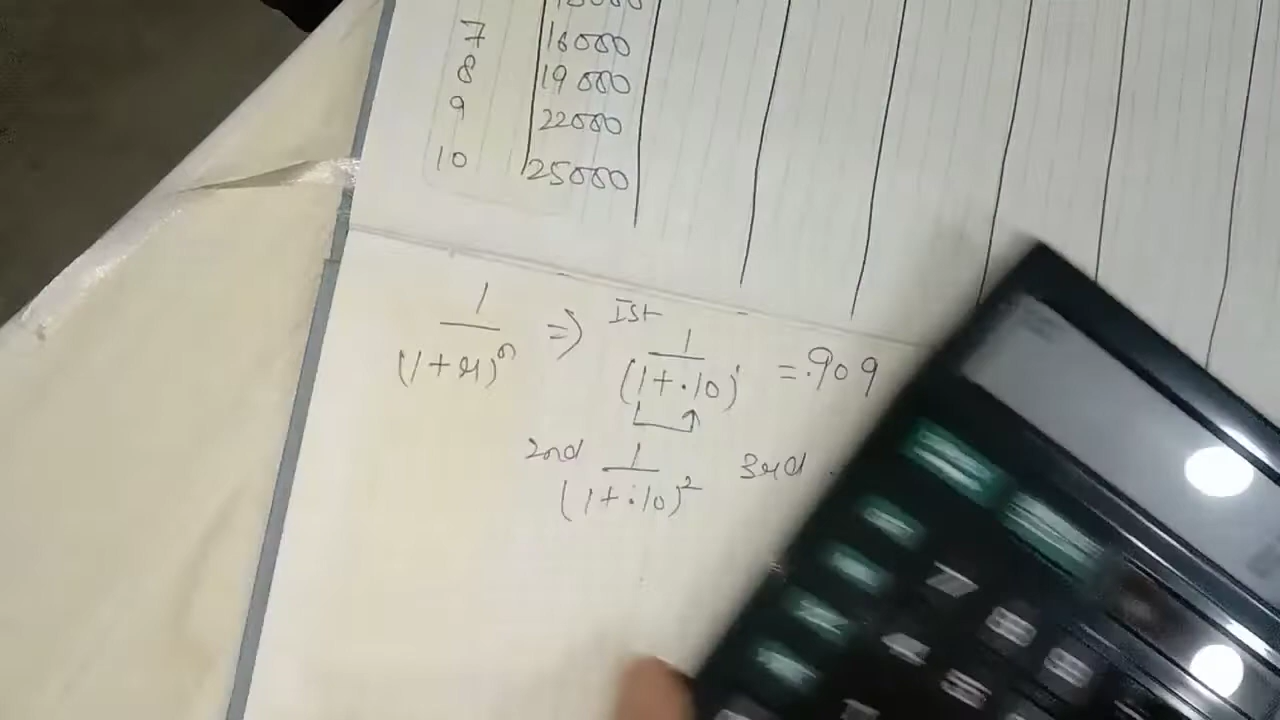 7 16000
8 19000
9 22000
10 25000
1/(1+r)^n => Ist 1/(1+.10)^1 = .909
2nd 1/(1+.10)^2 3rd